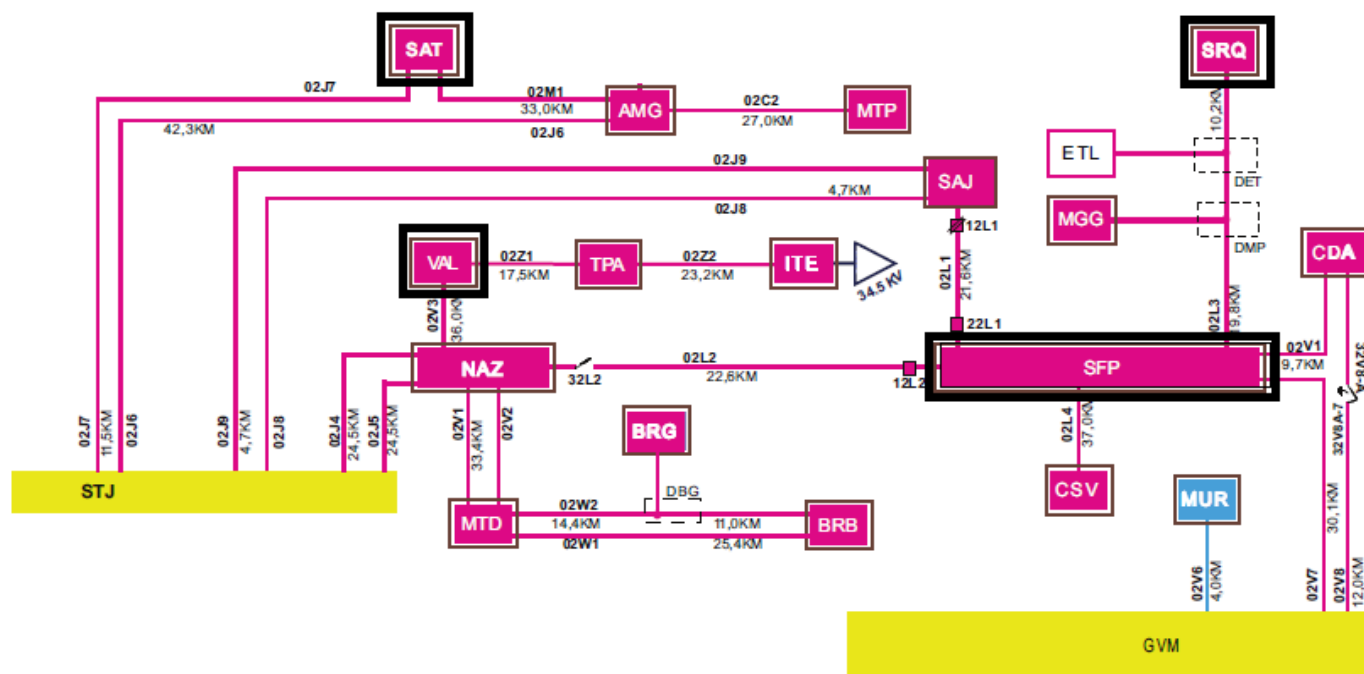 SAT
SRQ
02J7
02M1
33,0KM
AMG
02C2
27,0KM
MTP
10,2KM
42,3KM
02J6
ETL
DET
02J9
SAJ
4,7KM
02J8
MGG
DMP
12L1
VAL
02Z1
17,5KM
TPA
02Z2
23,2KM
ITE
34.5 KV
02L1
21,6KM
CDA
02V3
36,0KM
22L1
02L3
19,8KM
NAZ
32L2
02L2
22,6KM
12L2
SFP
02V1
9,7KM
32V8A-7
02J7
11,5KM
02J6
02J9
4,7KM
02J8
02J4
24,5KM
02J5
24,5KM
02V1
33,4KM
02V2
BRG
02L4
37,0KM
STJ
DBG
CSV
MUR
MTD
02W2
14,4KM
11,0KM
BRB
02W1
25,4KM
30,1KM
02V6
4,0KM
02V7
02V8
12,0KM
GVM